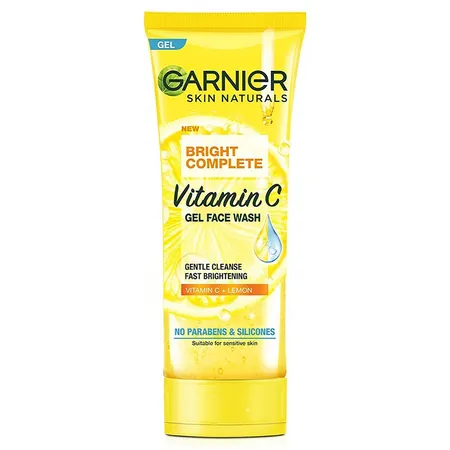 GEL
GARNIER
SKIN NATURALS
NEW
BRIGHT
COMPLETE
Vitamin C
GEL FACE WASH
GENTLE CLEANSE
FAST BRIGHTENING
VITAMIN C + LEMON
NO PARABENS & SILICONES
Suitable for sensitive skin